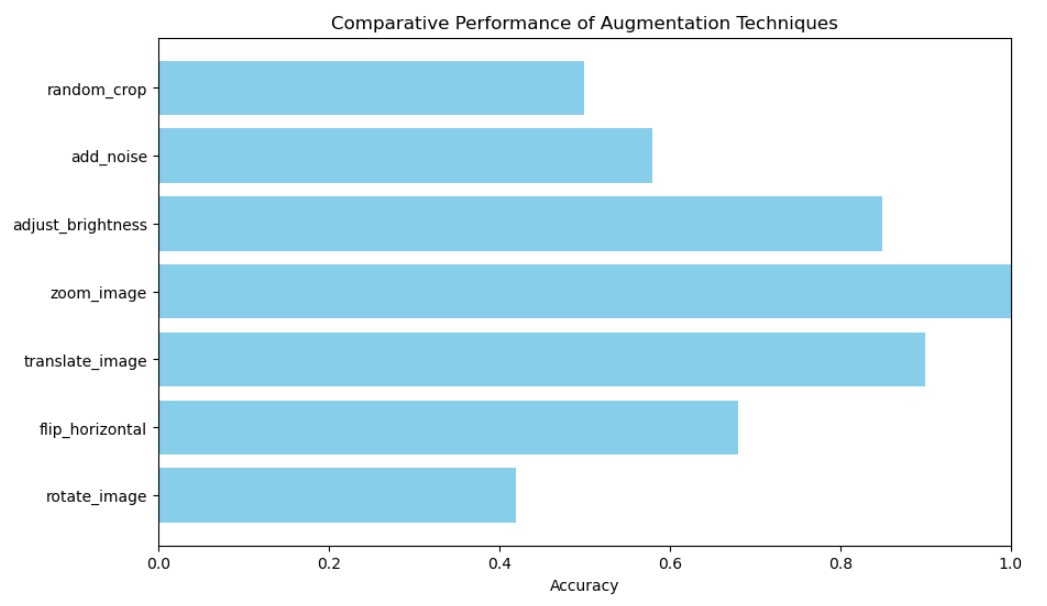 Comparative Performance of Augmentation Techniques
random_crop
add_noise
adjust_brightness
zoom_image
translate_image
flip_horizontal
rotate_image
0.0 0.2 0.4 0.6 0.8 1.0
Accuracy